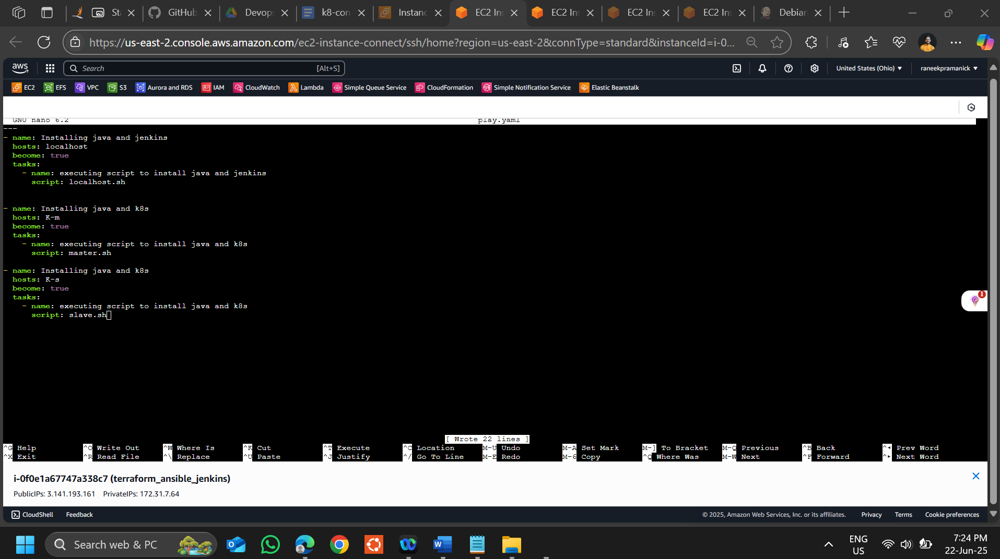 St
GitHub
Devops
k8-con
Instanc
EC2 Ins
EC2 Ins
EC2 Ins
EC2 Ins
Debian
https://us-east-2.console.aws.amazon.com/ec2-instance-connect/ssh/home?region=us-east-2&connType=standard&instanceId=i-0...
aws
Search
[Alt+S]
United States (Ohio)
raneekpramanick
EC2
EFS
VPC
S3
Aurora and RDS
IAM
CloudWatch
Lambda
Simple Queue Service
CloudFormation
Simple Notification Service
Elastic Beanstalk
GNU nano 6.2 play.yaml
---
- name: Installing java and jenkins
hosts: localhost
become: true
tasks:
- name: executing script to install java and jenkins
script: localhost.sh
- name: Installing java and k8s
hosts: K-m
become: true
tasks:
- name: executing script to install java and k8s
script: master.sh
- name: Installing java and k8s
hosts: K-s
become: true
tasks:
- name: executing script to install java and k8s
script: slave.sh
1
[ Wrote 22 lines ]
^G Help ^O Write Out ^W Where Is ^K Cut ^T Execute ^C Location M-U Undo M-A Set Mark M-] To Bracket M-Q Previous ^B Back ^◂ Prev Word
^X Exit ^R Read File ^\ Replace ^U Paste ^J Justify ^/ Go To Line M-E Redo M-6 Copy ^Q Where Was M-W Next ^F Forward ^▸ Next Word
i-0f0e1a67747a338c7 (terraform_ansible_jenkins)
PublicIPs: 3.141.193.161 PrivateIPs: 172.31.7.64
CloudShell
Feedback
© 2025, Amazon Web Services, Inc. or its affiliates.
Privacy
Terms
Cookie preferences
Search web & PC
ENG
US
7:24 PM
22-Jun-25